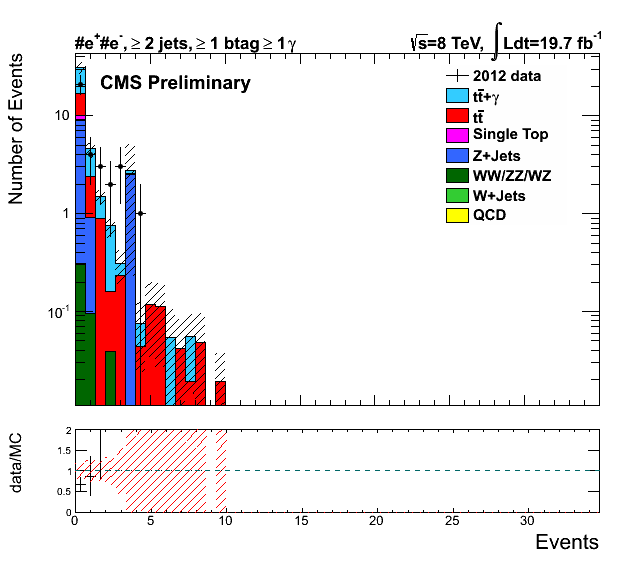 #e+#e-, ≥ 2 jets, ≥ 1 btag ≥ 1γ
√s=8 TeV, ∫Ldt=19.7 fb-1
CMS Preliminary
2012 data
tt̄+γ
tt̄
Single Top
Z+Jets
WW/ZZ/WZ
W+Jets
QCD
Number of Events
10
1
10-1
data/MC
2
1.5
1
0.5
0
0 5 10 15 20 25 30
Events